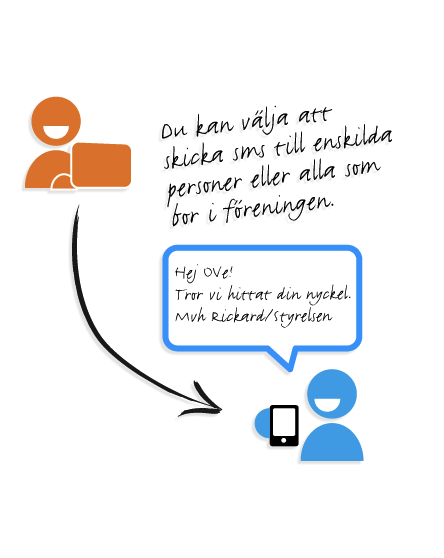 Du kan välja att
skicka sms till enskilda
personer eller alla som
bor i föreningen.
Hej Ove!
Tror vi hittat din nyckel.
Mvh Rickard/Styrelsen